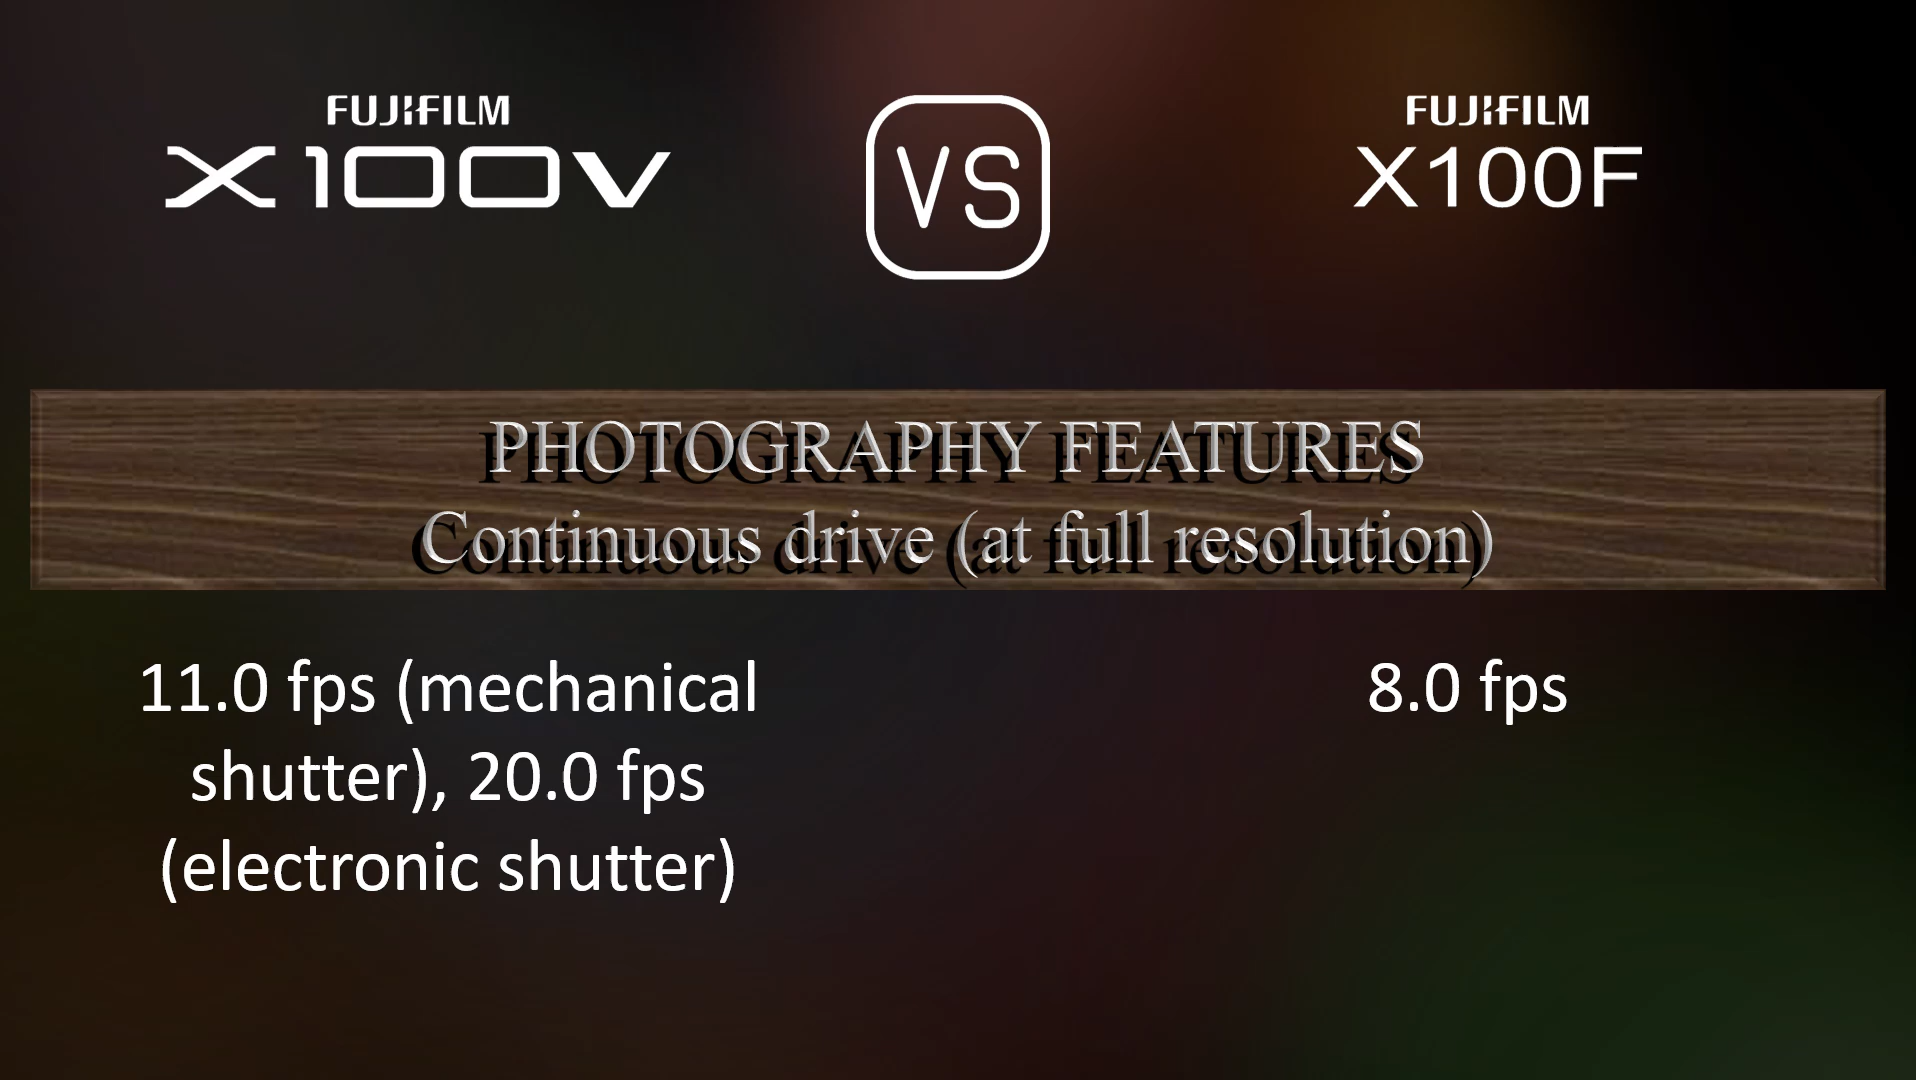 FUJIFILM
X100V
VS
FUJIFILM
X100F
PHOTOGRAPHY FEATURES
Continuous drive (at full resolution)
11.0 fps (mechanical
shutter), 20.0 fps
(electronic shutter)
8.0 fps